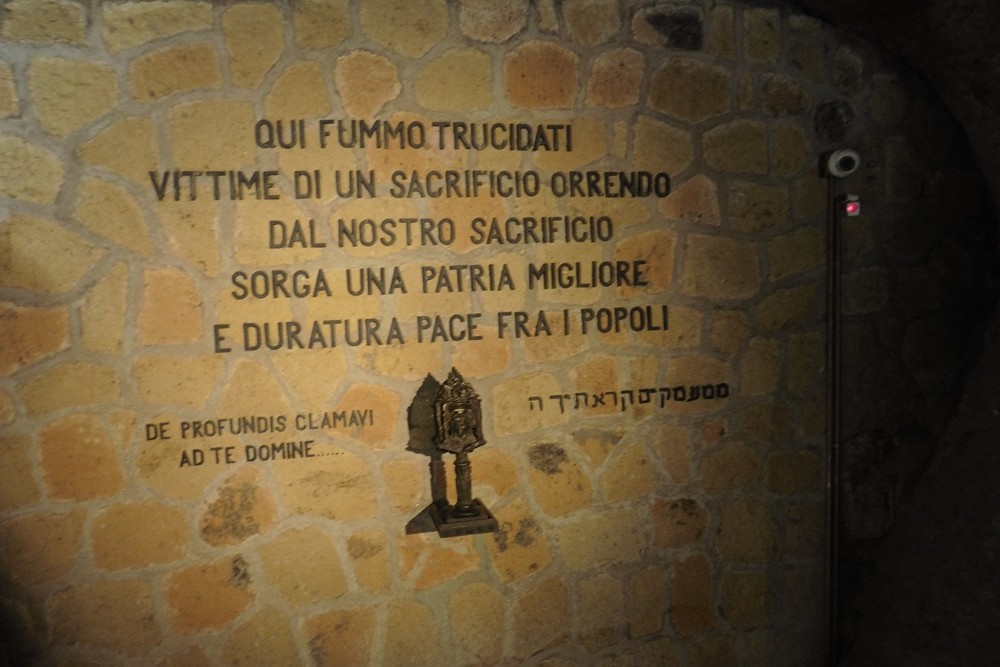 QUI FUMMO TRUCIDATI
VITTIME DI UN SACRIFICIO ORRENDO
DAL NOSTRO SACRIFICIO
SORGA UNA PATRIA MIGLIORE
E DURATURA PACE FRA I POPOLI
DE PROFUNDIS CLAMAVI
AD TE DOMINE......
ממעמקים קראתיך ה